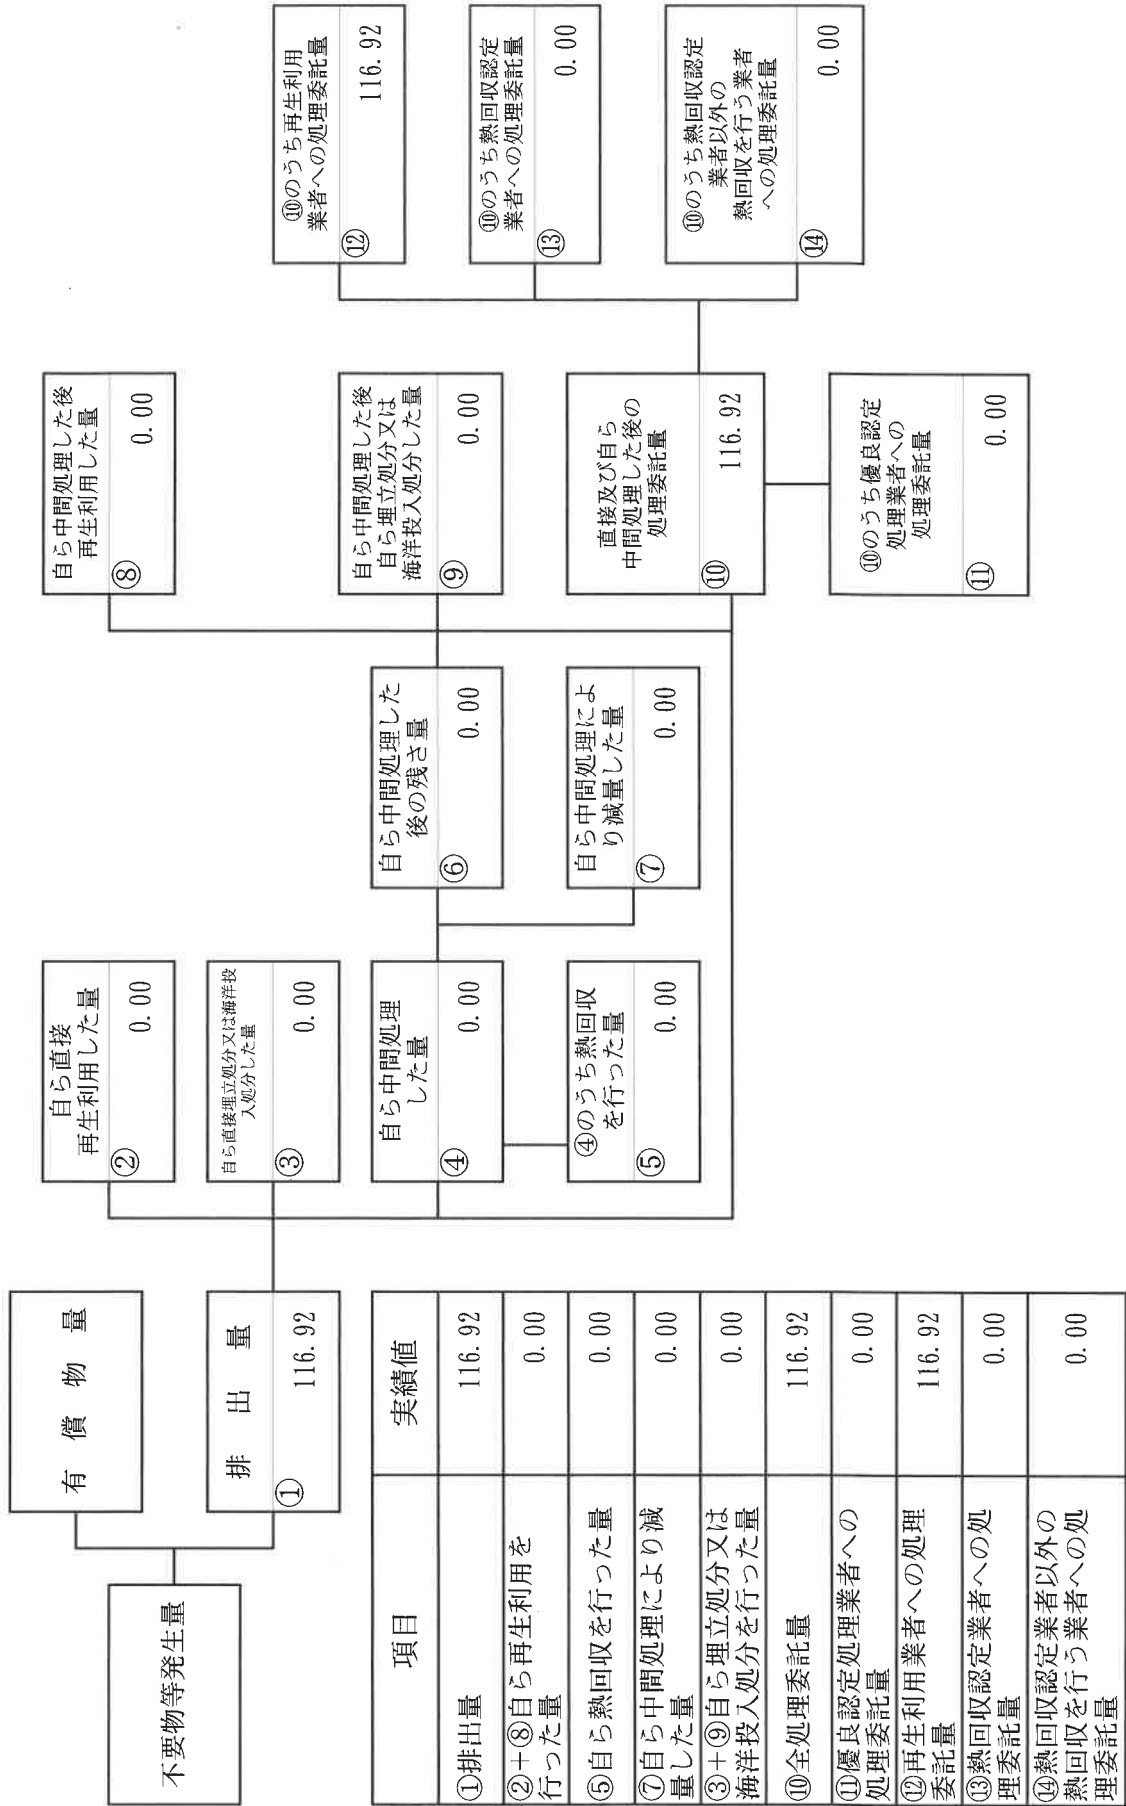 不要物等発生量
有償物量
排出量
①
116.92
自ら直接
再生利用した量
②
0.00
自ら直接埋立処分又は海洋投
入処分した量
③
0.00
自ら中間処理
した量
④
0.00
④のうち熱回収
を行った量
⑤
0.00
自ら中間処理した
後の残さ量
⑥
0.00
自ら中間処理によ
り減量した量
⑦
0.00
自ら中間処理した後
再生利用した量
⑧
0.00
自ら中間処理した後
自ら埋立処分又は
海洋投入処分した量
⑨
0.00
直接及び自ら
中間処理した後の
処理委託量
⑩
116.92
⑩のうち優良認定
処理業者への
処理委託量
⑪
0.00
⑩のうち再生利用
業者への処理委託量
⑫
116.92
⑩のうち熱回収認定
業者への処理委託量
⑬
0.00
⑩のうち熱回収認定
業者以外の
熱回収を行う業者
への処理委託量
⑭
0.00
項目 実績値
①排出量 116.92
②+⑧自ら再生利用を
行った量 0.00
⑤自ら熱回収を行った量 0.00
⑦自ら中間処理により減
量した量 0.00
③+⑨自ら埋立処分又は
海洋投入処分を行った量 0.00
⑩全処理委託量 116.92
⑪優良認定処理業者への
処理委託量 0.00
⑫再生利用業者への処理
委託量 116.92
⑬熱回収認定業者への処
理委託量 0.00
⑭熱回収認定業者以外の
熱回収を行う業者への処
理委託量 0.00